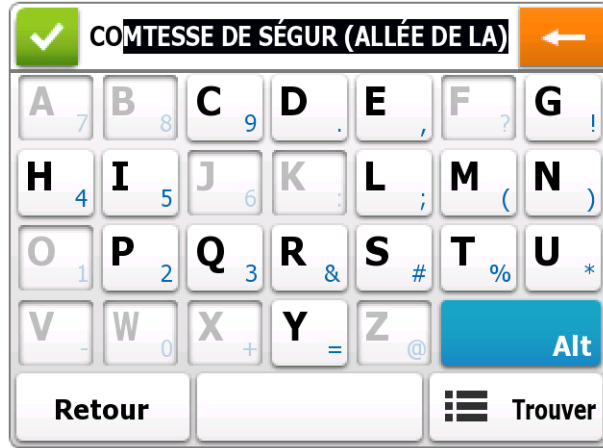 COMTESSE DE SÉGUR (ALLÉE DE LA)
A 7 B 8 C 9 D . E , F ? G !
H 4 I 5 J 6 K : L ; M ( N )
O 1 P 2 Q 3 R & S # T % U *
V - W 0 X + Y = Z @ Alt
Retour Trouver